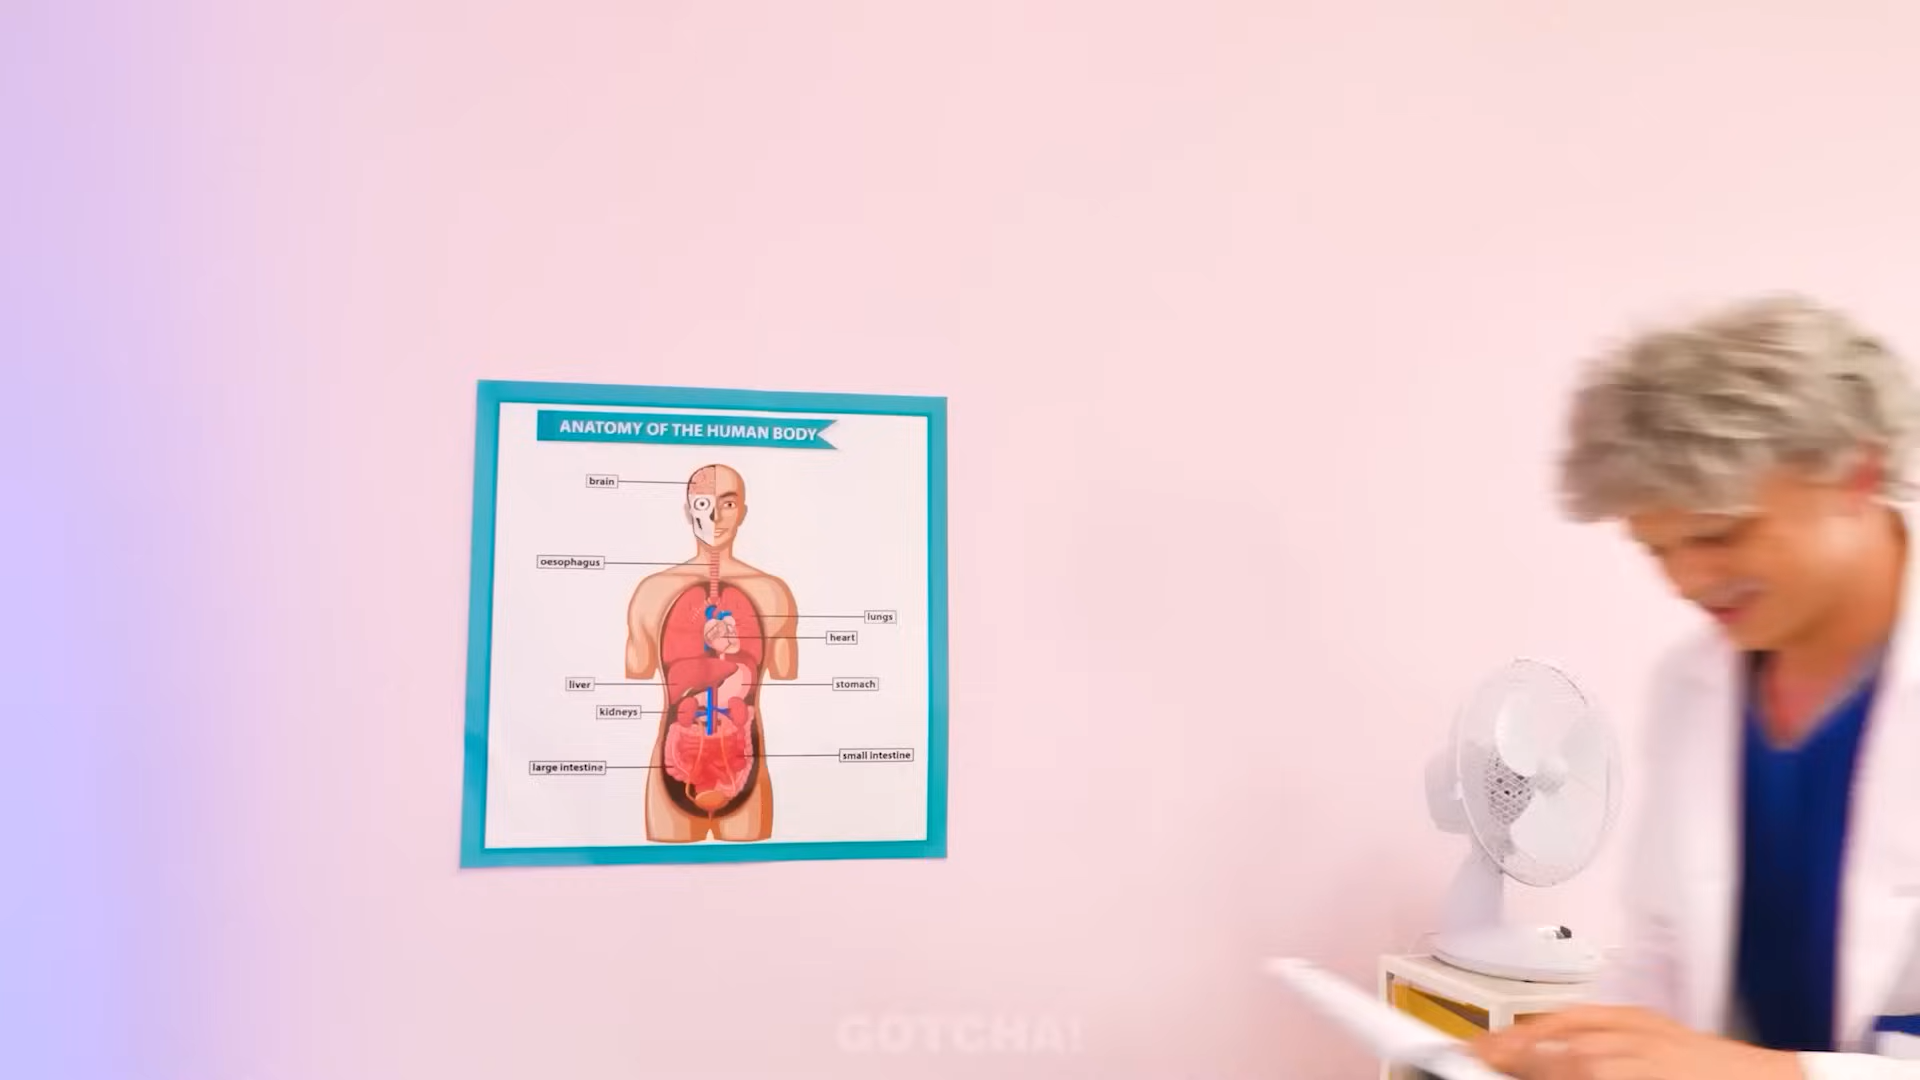 ANATOMY OF THE HUMAN BODY
brain
oesophagus
lungs
heart
liver
stomach
kidneys
small intestine
large intestine
GOTCHA!